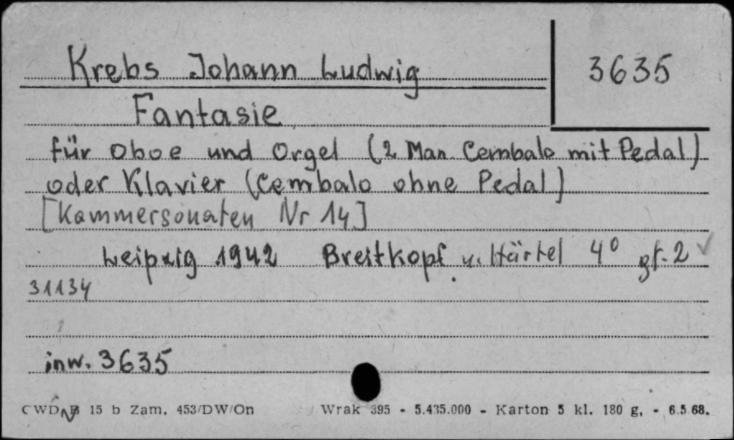 Krebs Johann Ludwig
3635
Fantasie
für Oboe und Orgel (2 Man. Cembalo mit Pedal)
oder Klavier (Cembalo ohne Pedal)
[Kammersonaten Nr 14]
Leipzig 1942 Breitkopf u. Härtel 4° gł. 2
31134
inw. 3635
CWD 15 b Zam. 453/DW/On Wrak 395 - 5.435.000 - Karton 5 kl. 180 g. - 6.5.68.